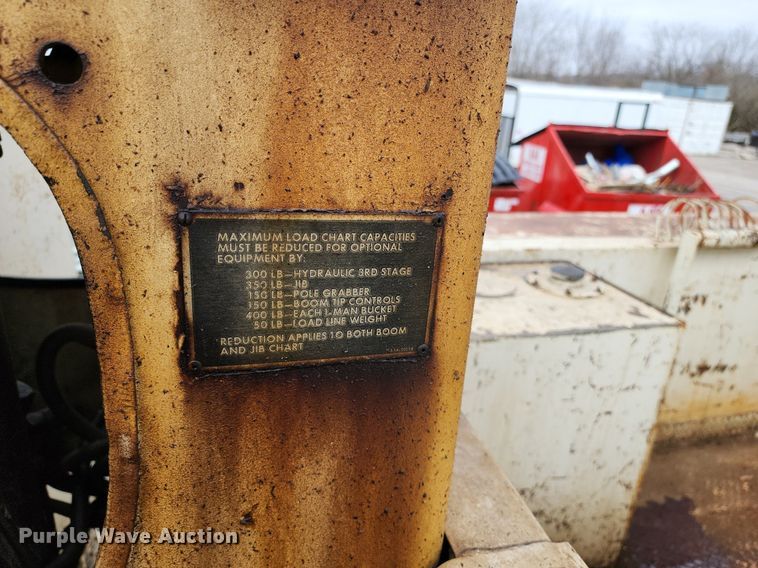 MAXIMUM LOAD CHART CAPACITIES
MUST BE REDUCED FOR OPTIONAL
EQUIPMENT BY:
300 LB—HYDRAULIC 3RD STAGE
350 LB—JIB
150 LB—POLE GRABBER
150 LB—BOOM TIP CONTROLS
400 LB—EACH 1-MAN BUCKET
50 LB—LOAD LINE WEIGHT
REDUCTION APPLIES TO BOTH BOOM
AND JIB CHART
Purple Wave Auction